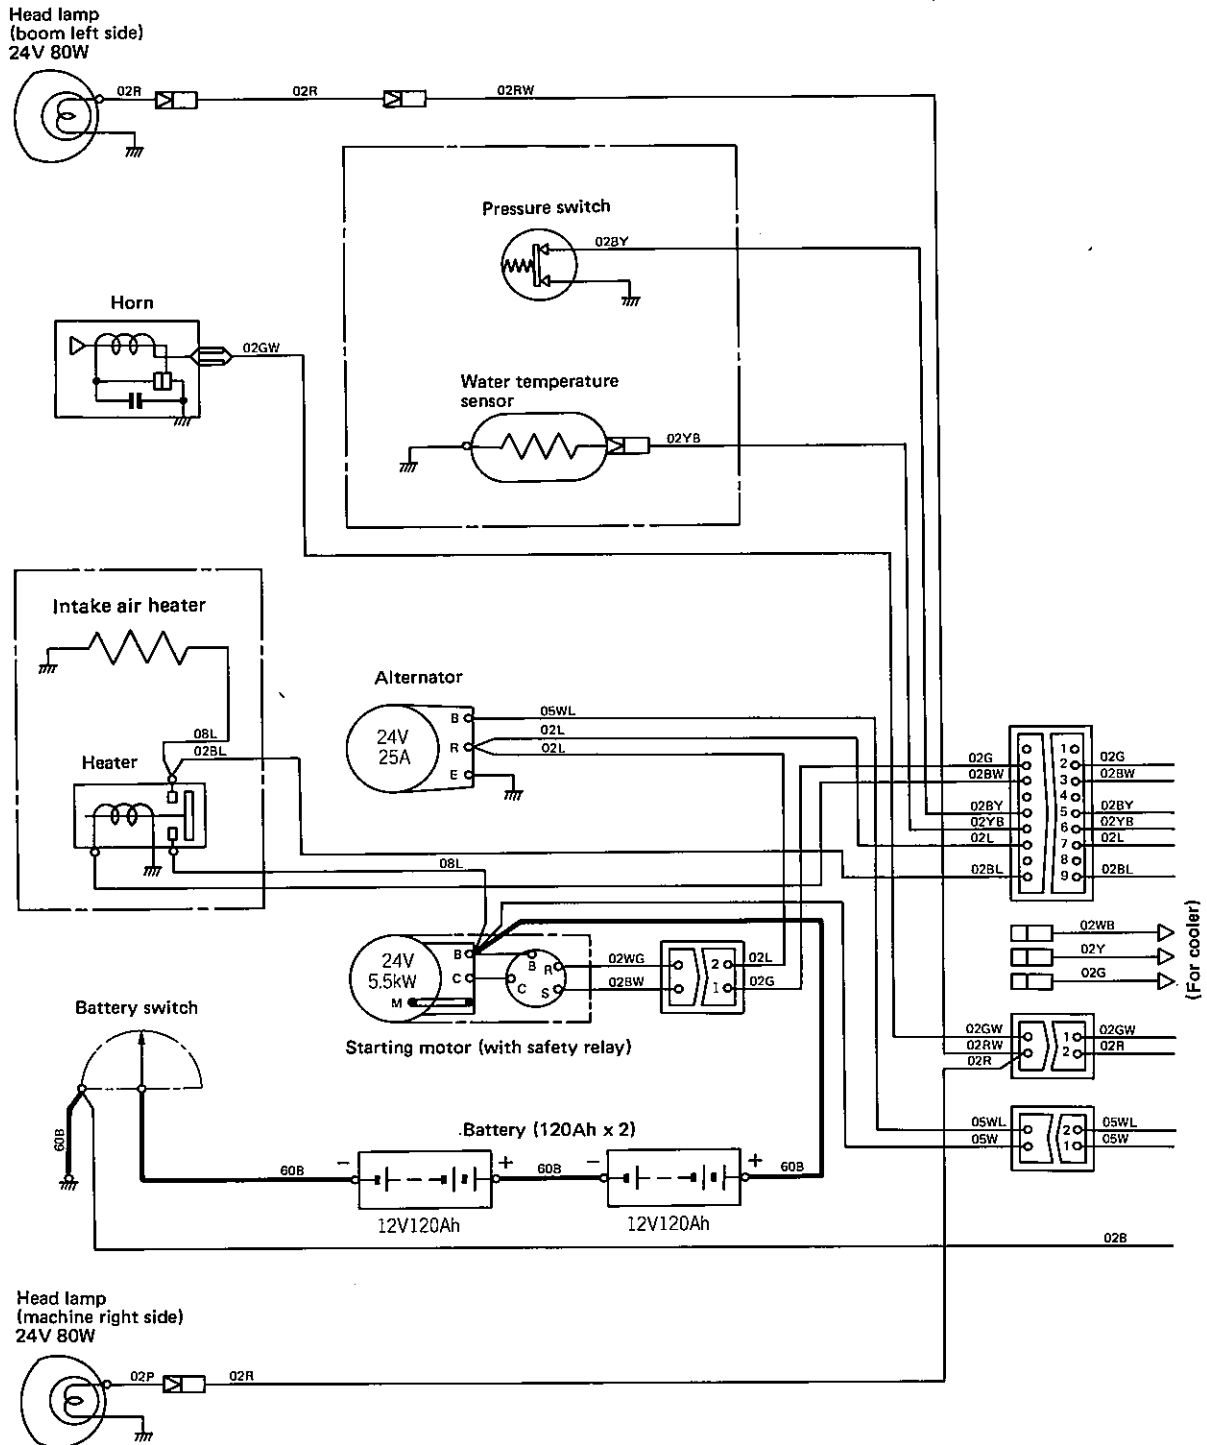 Head lamp
(boom left side)
24V 80W
02R
02R
02RW
Pressure switch
02BY
Horn
02GW
Water temperature
sensor
02YB
Intake air heater
08L
02BL
Heater
Alternator
24V
25A
B
R
E
05WL
02L
02L
08L
02G
02BW
02BY
02YB
02L
02BL
1
2
3
4
5
6
7
8
9
02G
02BW
02BY
02YB
02L
02BL
02WB
02Y
02G
(For cooler)
24V
5.5kW
B
C
M
B
R
C
S
02WG
02BW
2
1
02L
02G
Starting motor (with safety relay)
Battery switch
60B
02GW
02RW
02R
1
2
02GW
02R
05WL
05W
2
1
05WL
05W
Battery (120Ah x 2)
60B
−
+
60B
−
+
60B
12V120Ah
12V120Ah
02B
Head lamp
(machine right side)
24V 80W
02P
02R